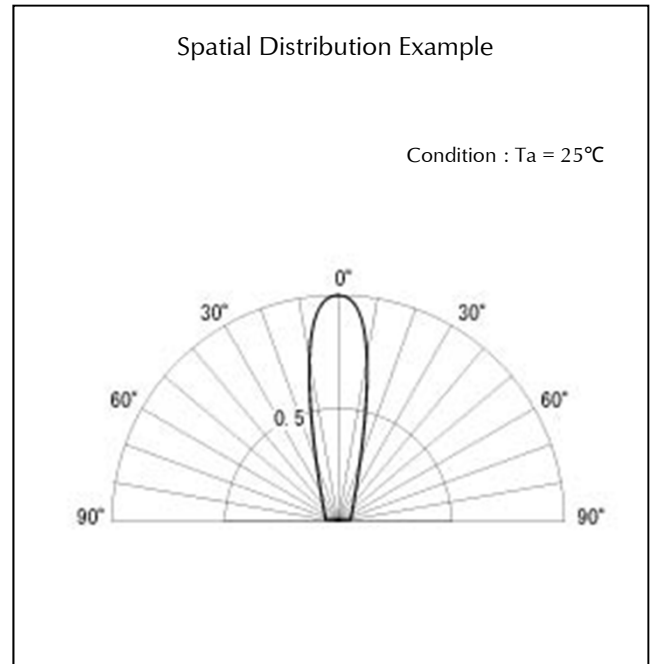 Spatial Distribution Example
Condition : Ta = 25℃
0°
30° 30°
60° 60°
0. 5
90° 90°